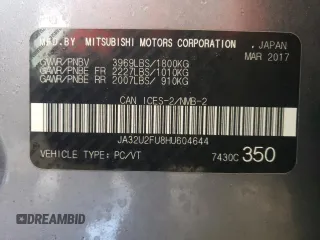 MFD.BY MITSUBISHI MOTORS CORPORATION , JAPAN
MAR 2017
GVWR/PNBV 3969LBS/1800KG
GAWR/PNBE FR 2227LBS/1010KG
GAWR/PNBE RR 2007LBS/ 910KG
CAN ICES-2/NMB-2
JA32U2FU8HU604644
VEHICLE TYPE: PC/VT 7430C 350
DREAMBID